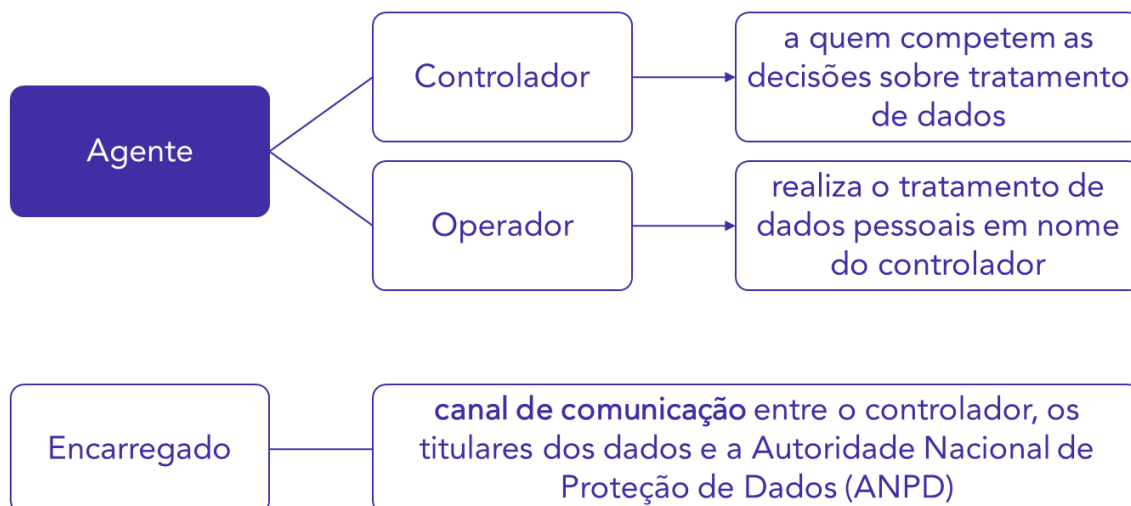 Agente
Controlador
a quem competem as
decisões sobre tratamento
de dados
Operador
realiza o tratamento de
dados pessoais em nome
do controlador
Encarregado
canal de comunicação entre o controlador, os
titulares dos dados e a Autoridade Nacional de
Proteção de Dados (ANPD)